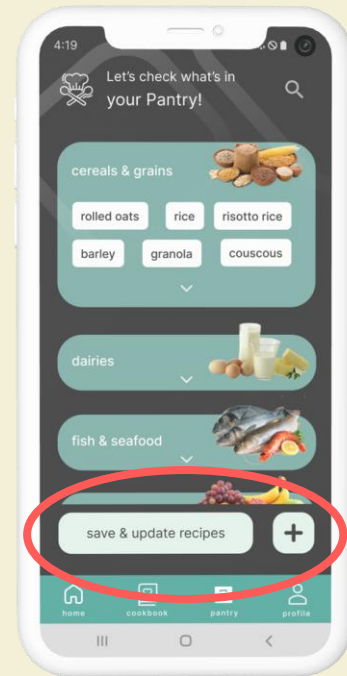 4:19
Let's check what's in
your Pantry!
cereals & grains
rolled oats rice risotto rice
barley granola couscous
dairies
fish & seafood
save & update recipes
home cookbook pantry profile